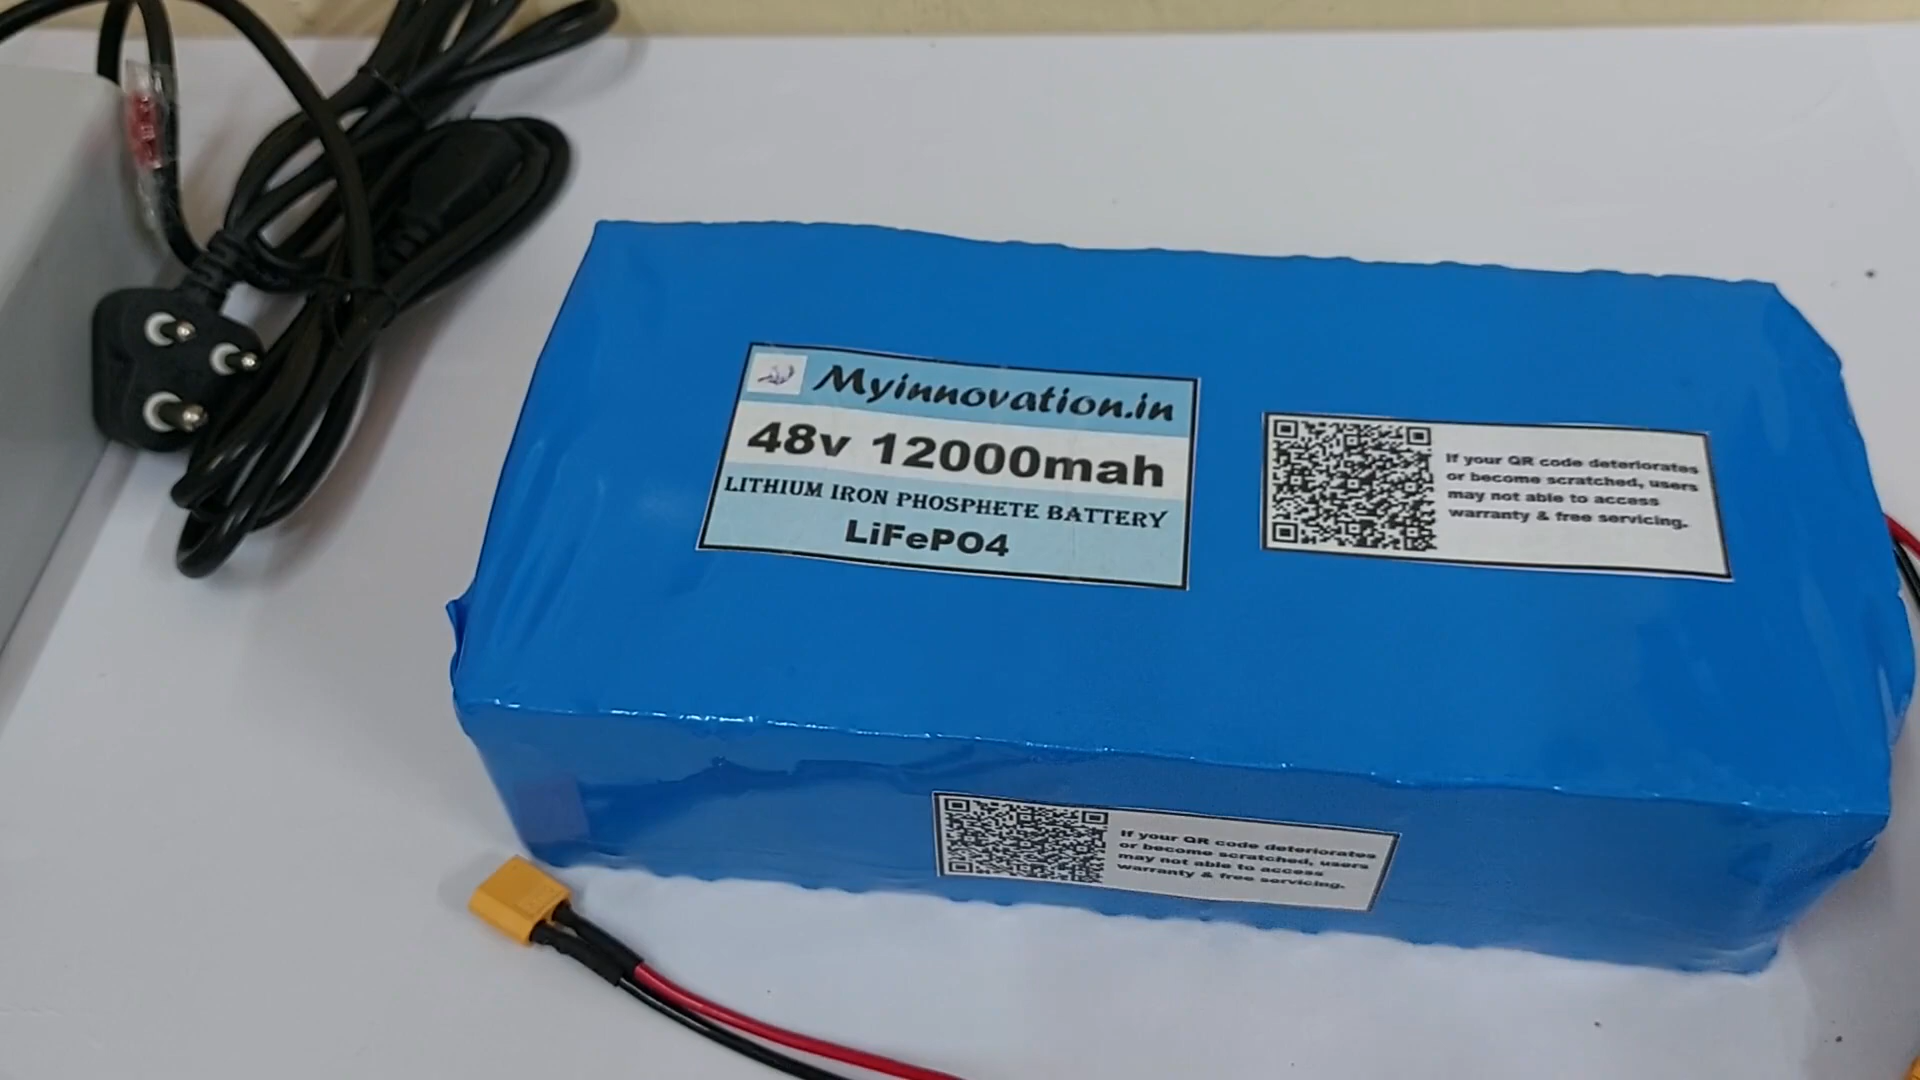 Myinnovation.in
48v 12000mah
LITHIUM IRON PHOSPHETE BATTERY
LiFePO4
If your QR code deteriorates
or become scratched, users
may not able to access
warranty & free servicing.
If your QR code deteriorates
or become scratched, users
may not able to access
warranty & free servicing.